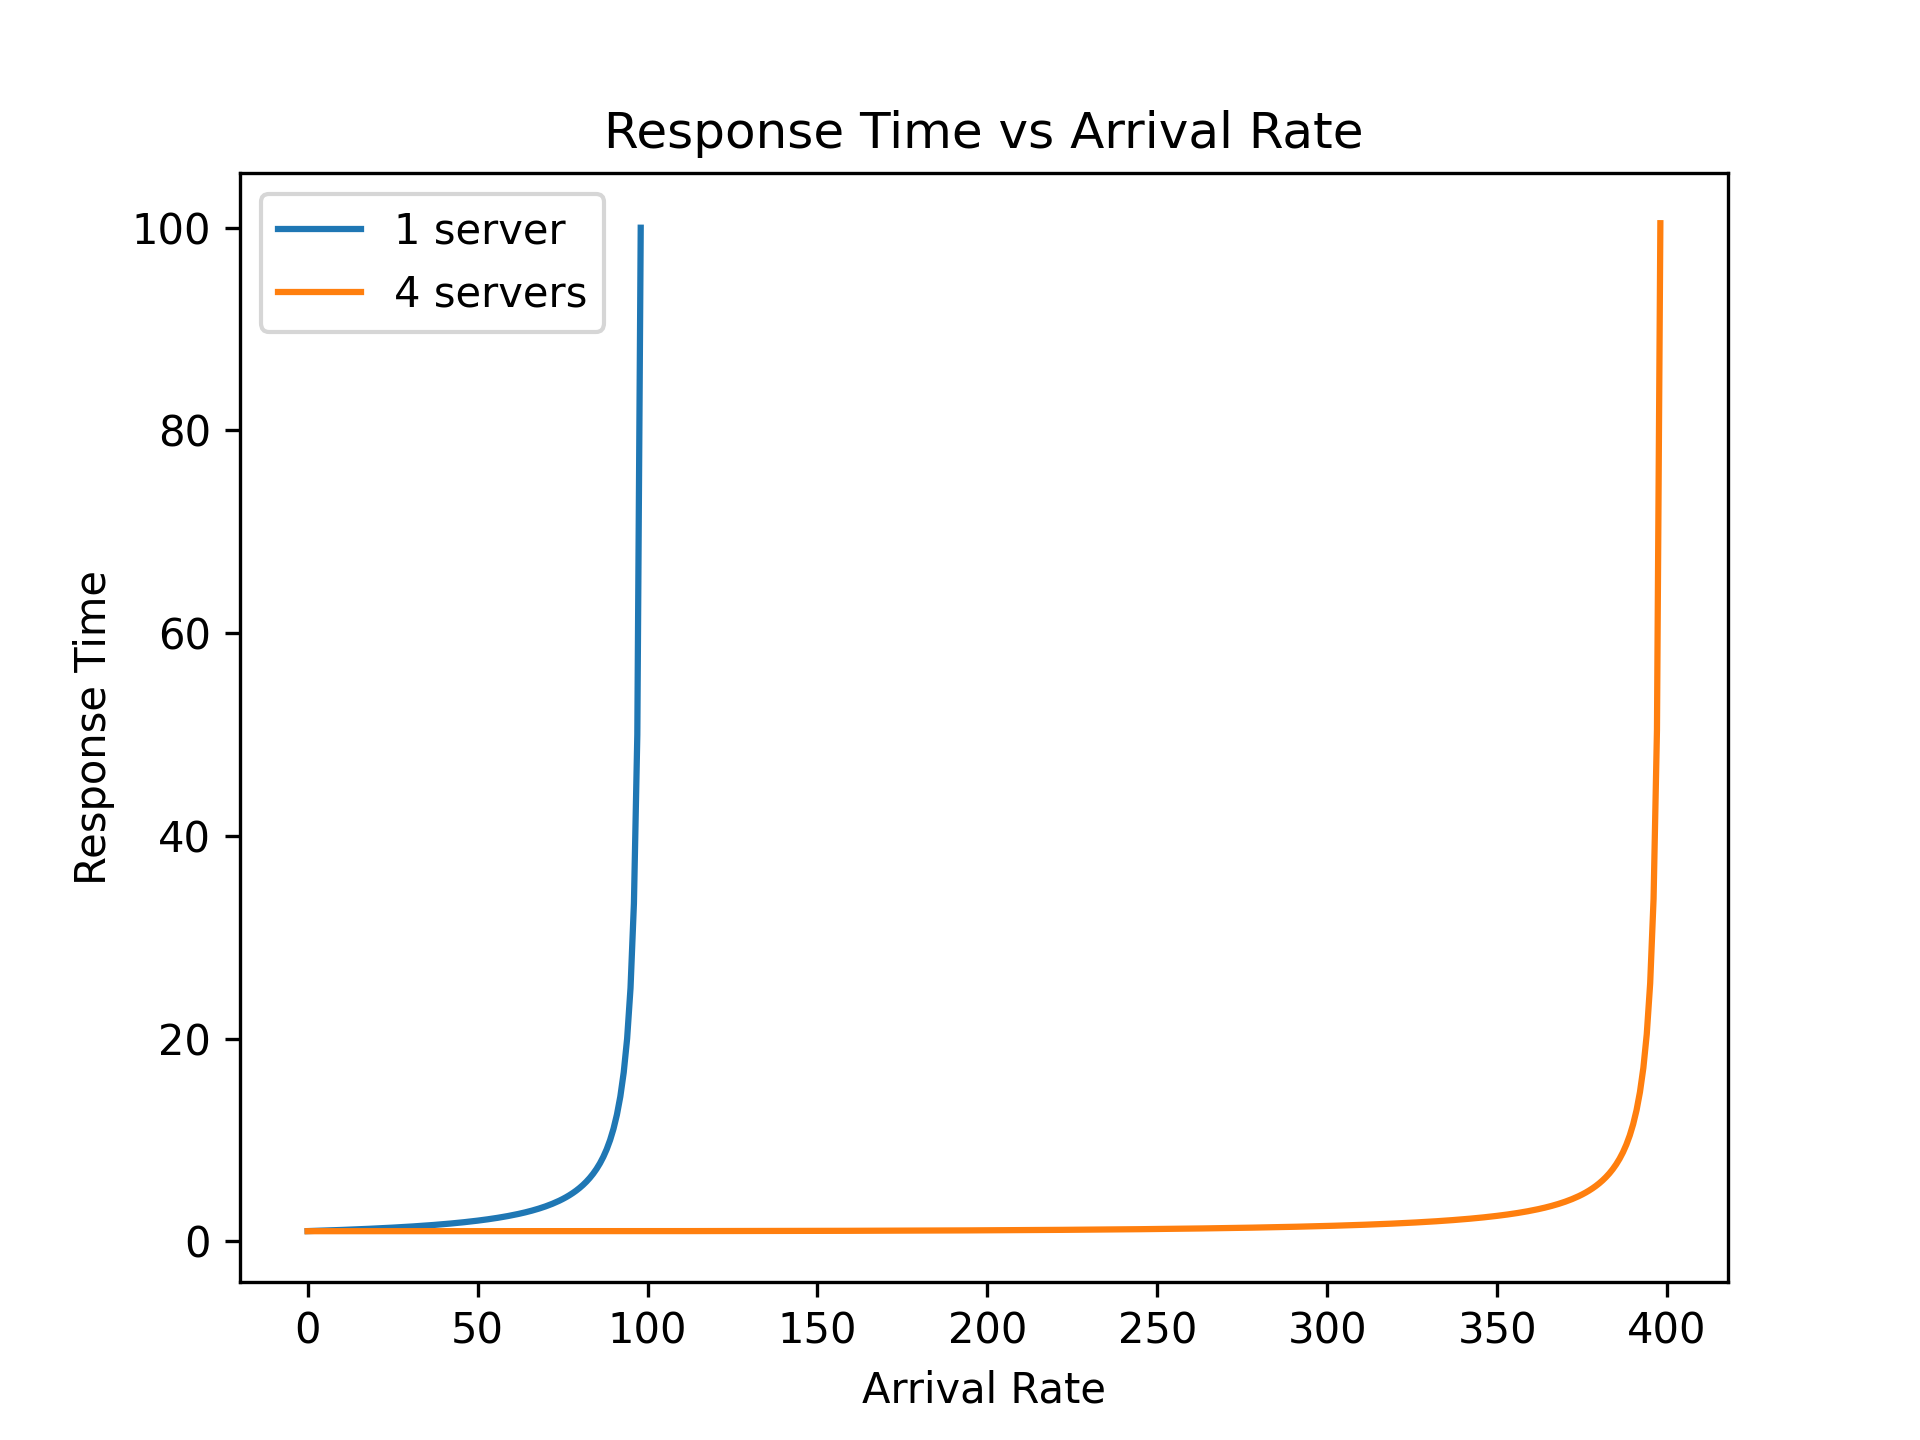 Response Time vs Arrival Rate
1 server
4 servers
100
80
60
40
20
0
Response Time
0 50 100 150 200 250 300 350 400
Arrival Rate